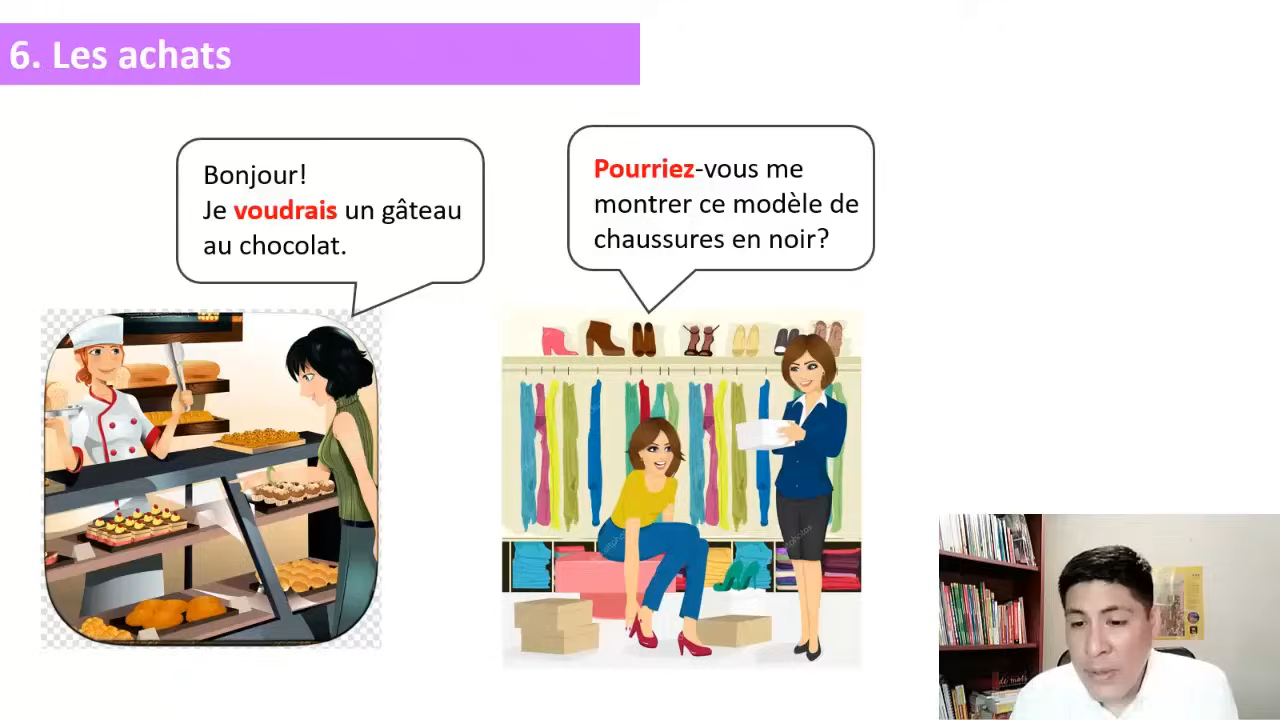 6. Les achats
Bonjour!
Je voudrais un gâteau
au chocolat.
Pourriez-vous me
montrer ce modèle de
chaussures en noir?